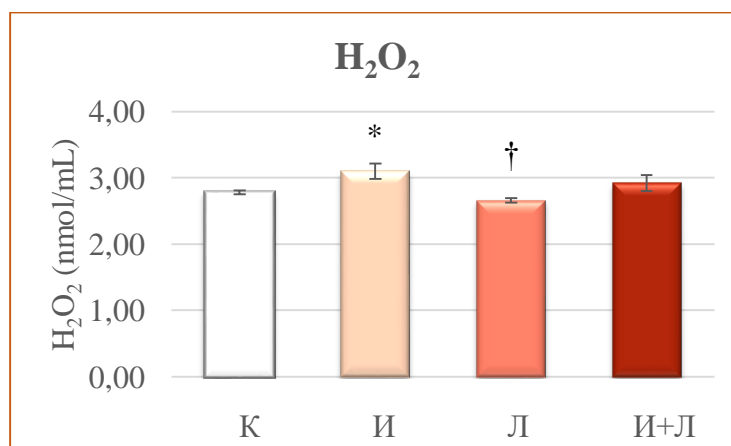 H₂O₂
H₂O₂ (nmol/mL)
4,00
3,00
2,00
1,00
0,00
*
†
К
И
Л
И+Л